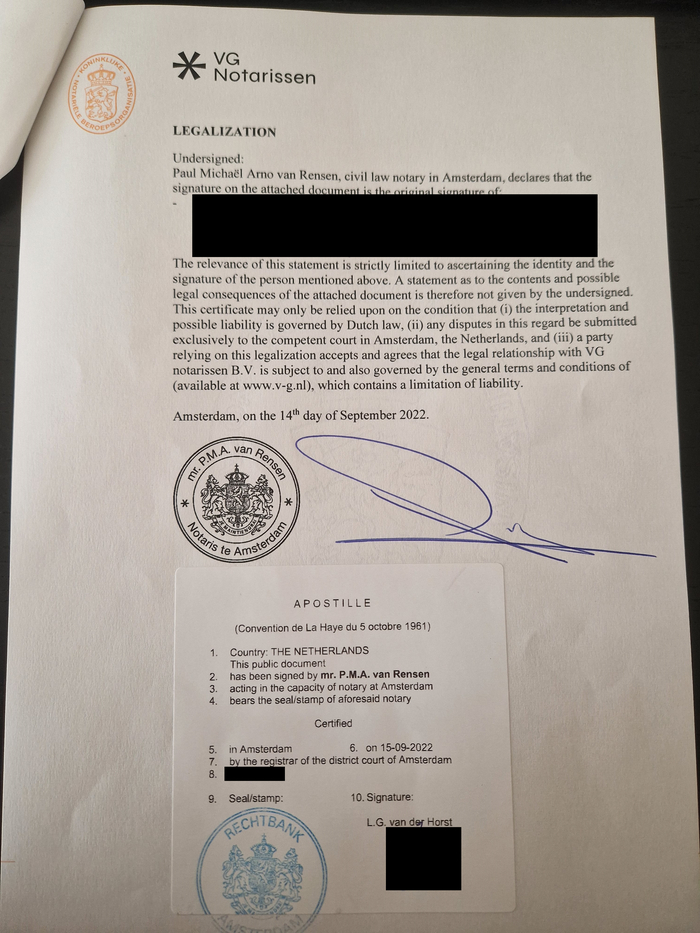 KONINKLIJKE
NOTARIËLE BEROEPSORGANISATIE
VG
Notarissen
LEGALIZATION
Undersigned:
Paul Michaël Arno van Rensen, civil law notary in Amsterdam, declares that the
signature on the attached document is the original signature of:
-
The relevance of this statement is strictly limited to ascertaining the identity and the
signature of the person mentioned above. A statement as to the contents and possible
legal consequences of the attached document is therefore not given by the undersigned.
This certificate may only be relied upon on the condition that (i) the interpretation and
possible liability is governed by Dutch law, (ii) any disputes in this regard be submitted
exclusively to the competent court in Amsterdam, the Netherlands, and (iii) a party
relying on this legalization accepts and agrees that the legal relationship with VG
notarissen B.V. is subject to and also governed by the general terms and conditions of
(available at www.v-g.nl), which contains a limitation of liability.
Amsterdam, on the 14th day of September 2022.
mr. P.M.A. van Rensen
Notaris te Amsterdam
APOSTILLE
(Convention de La Haye du 5 octobre 1961)
1. Country: THE NETHERLANDS
This public document
2. has been signed by mr. P.M.A. van Rensen
3. acting in the capacity of notary at Amsterdam
4. bears the seal/stamp of aforesaid notary
Certified
5. in Amsterdam 6. on 15-09-2022
7. by the registrar of the district court of Amsterdam
8.
9. Seal/stamp: 10. Signature:
L.G. van der Horst
RECHTBANK
AMSTERDAM